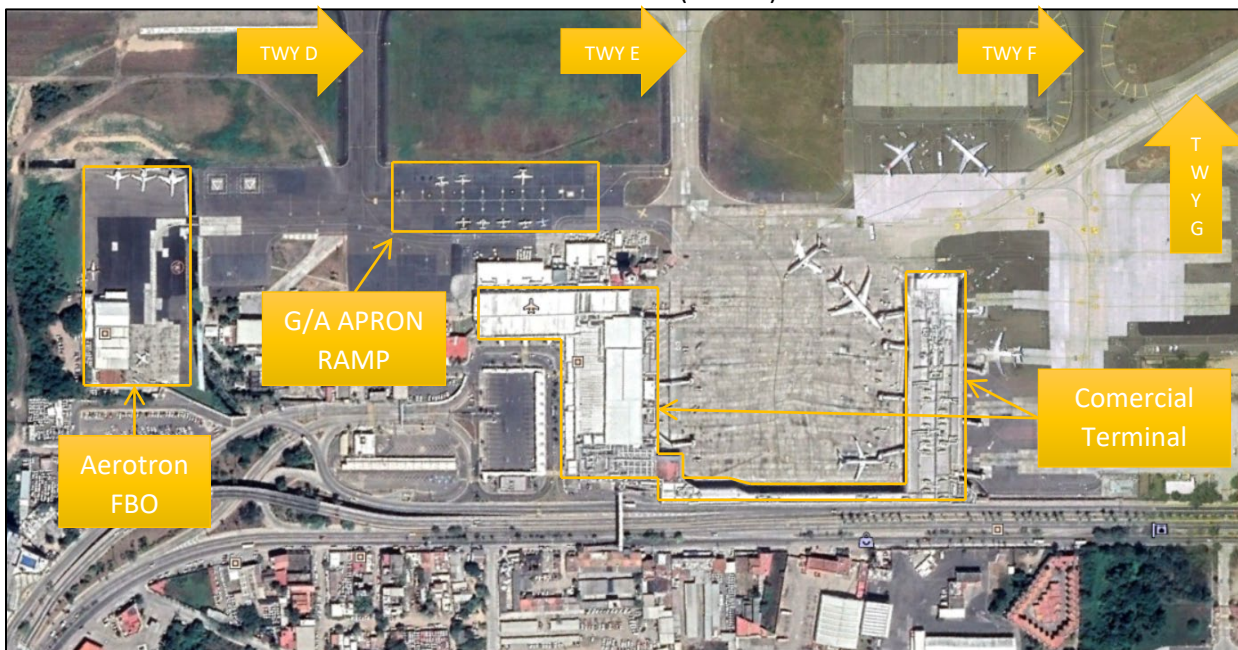 TWY D
TWY E
TWY F
T
W
Y
G
G/A APRON
RAMP
Comercial
Terminal
Aerotron
FBO